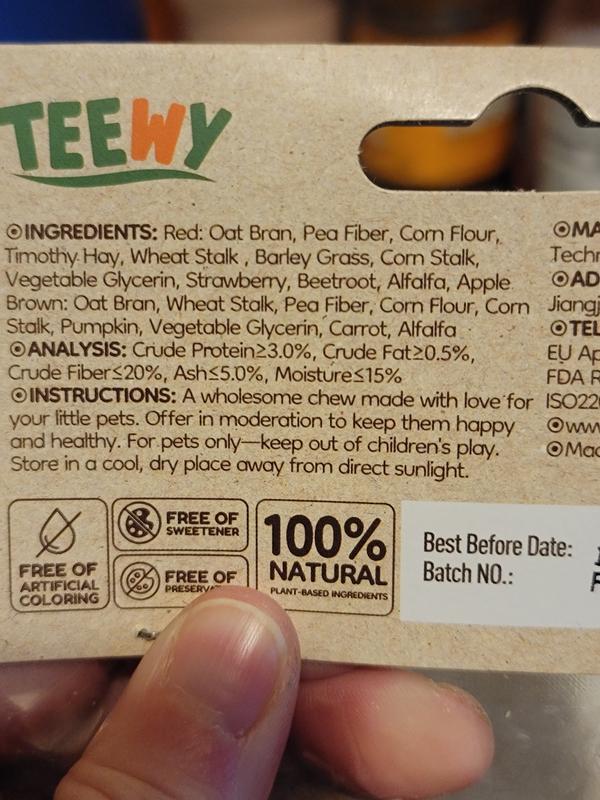 TEEWY
⦿INGREDIENTS: Red: Oat Bran, Pea Fiber, Corn Flour,
Timothy Hay, Wheat Stalk , Barley Grass, Corn Stalk,
Vegetable Glycerin, Strawberry, Beetroot, Alfalfa, Apple
Brown: Oat Bran, Wheat Stalk, Pea Fiber, Corn Flour, Corn
Stalk, Pumpkin, Vegetable Glycerin, Carrot, Alfalfa
⦿ANALYSIS: Crude Protein≥3.0%, Crude Fat≥0.5%,
Crude Fiber≤20%, Ash≤5.0%, Moisture≤15%
⦿INSTRUCTIONS: A wholesome chew made with love for
your little pets. Offer in moderation to keep them happy
and healthy. For pets only—keep out of children's play.
Store in a cool, dry place away from direct sunlight.
⦿MA
Techn
⦿AD
Jiangj
⦿TEL
EU Ap
FDA R
ISO220
⦿www
⦿Mad
FREE OF
ARTIFICIAL
COLORING
FREE OF
SWEETENER
FREE OF
100%
NATURAL
PLANT-BASED INGREDIENTS
Best Before Date:
Batch NO.: